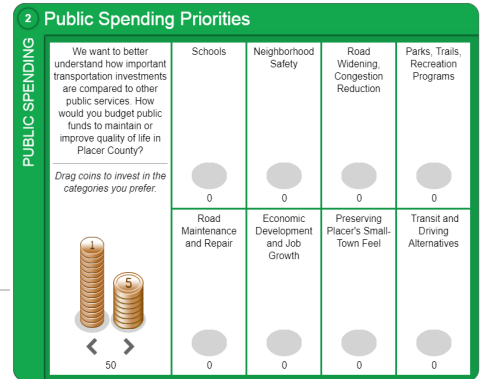 2 Public Spending Priorities
PUBLIC SPENDING
We want to better
understand how important
transportation investments
are compared to other
public services. How
would you budget public
funds to maintain or
improve quality of life in
Placer County?
Drag coins to invest in the
categories you prefer.
1
5
50
Schools
0
Neighborhood
Safety
0
Road
Widening,
Congestion
Reduction
0
Parks, Trails,
Recreation
Programs
0
Road
Maintenance
and Repair
0
Economic
Development
and Job
Growth
0
Preserving
Placer's Small-
Town Feel
0
Transit and
Driving
Alternatives
0